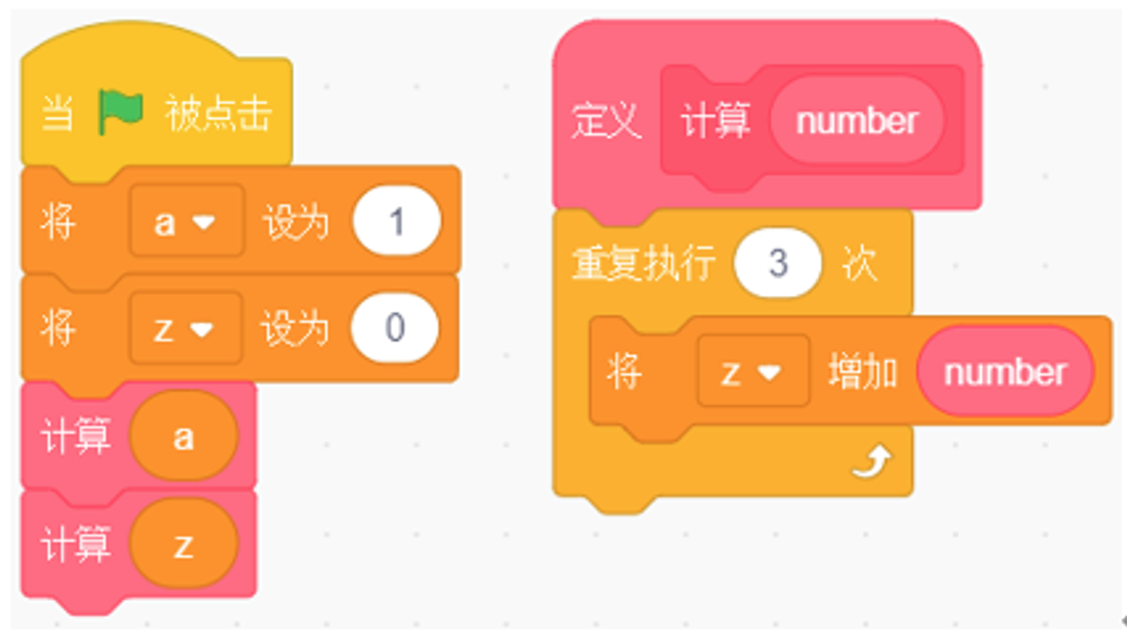 当 被点击
将 a 设为 1
将 z 设为 0
计算 a
计算 z
定义 计算 number
重复执行 3 次
将 z 增加 number